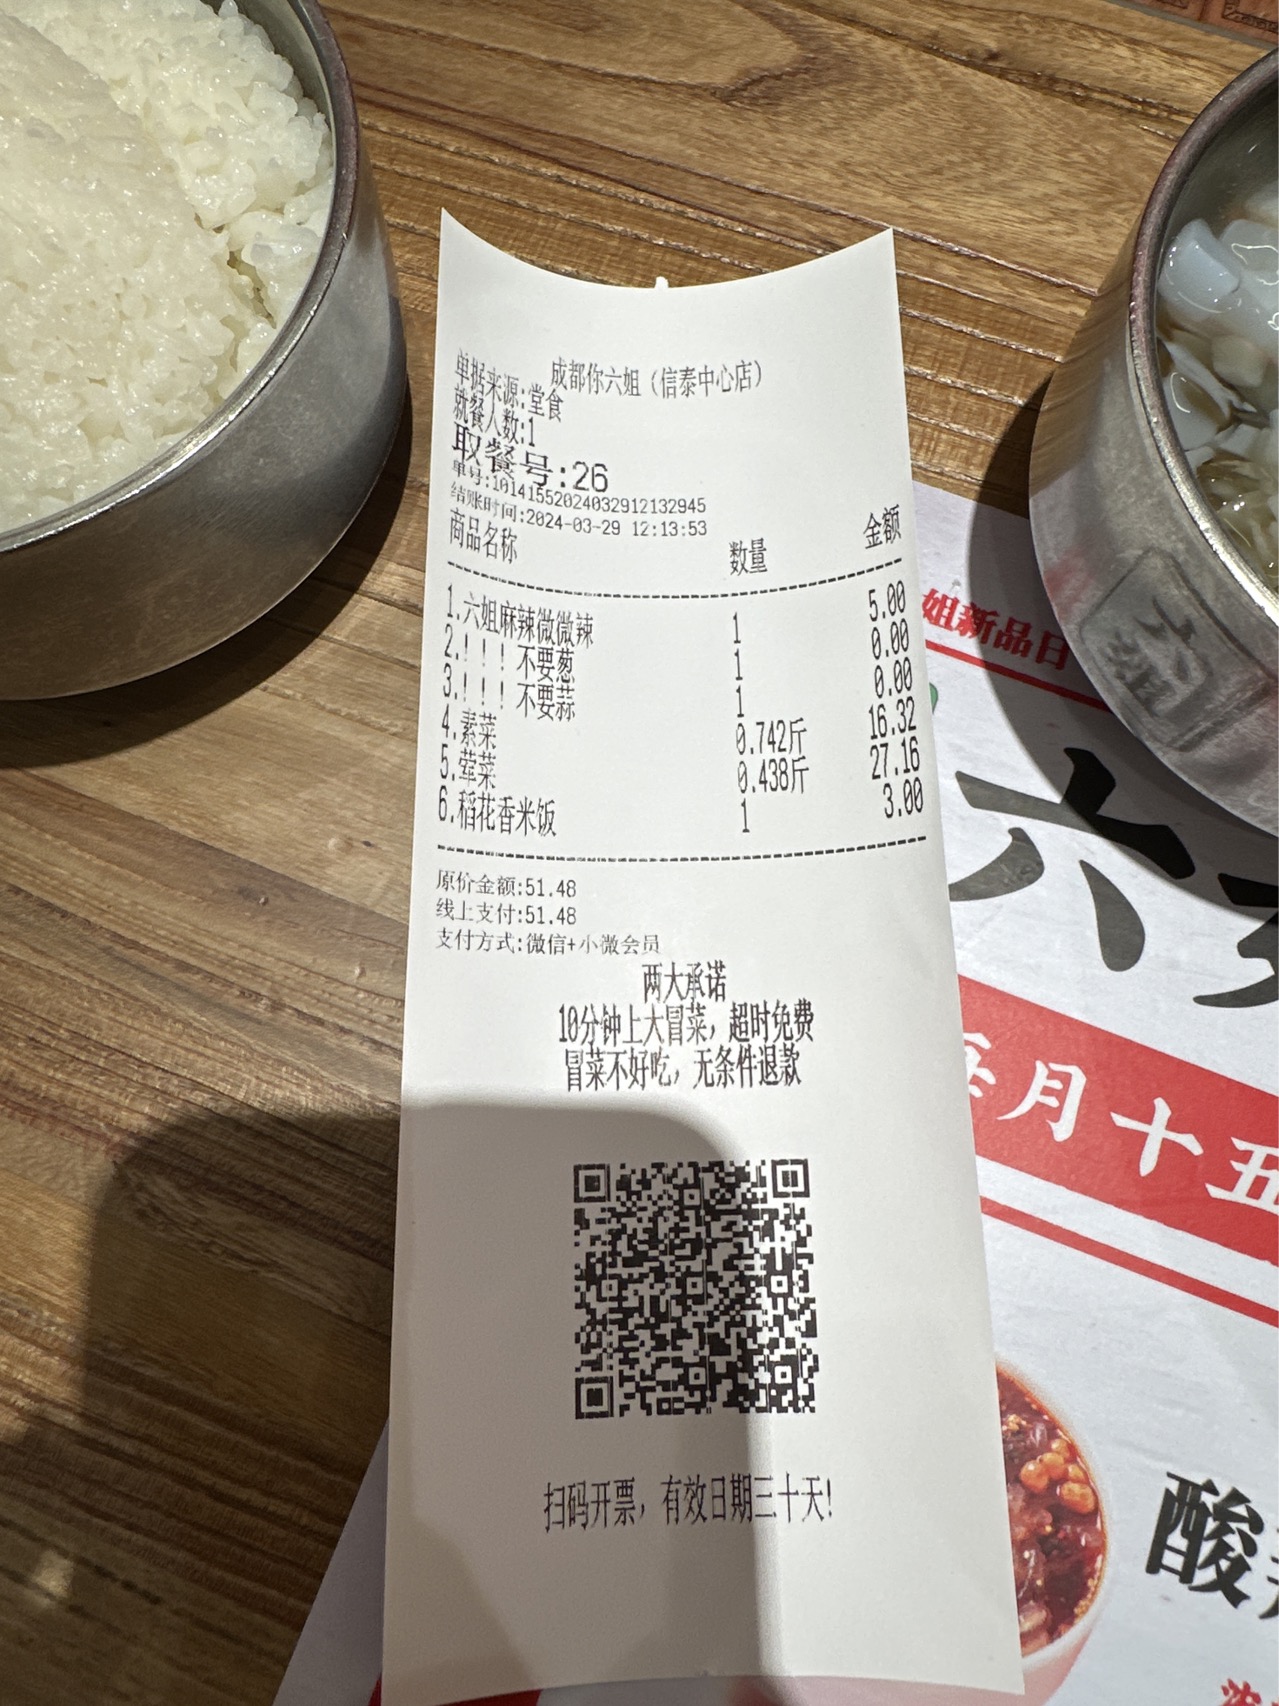 成都你六姐（信泰中心店）
单据来源:堂食
就餐人数:1
取餐号:26
单号:10141552024032912132945
结账时间:2024-03-29 12:13:53
商品名称 数量 金额
1.六姐麻辣微微辣 1 5.00
2.！！！不要葱 1 0.00
3.！！！不要蒜 1 0.00
4.素菜 0.742斤 16.32
5.荤菜 0.438斤 27.16
6.稻花香米饭 1 3.00
原价金额:51.48
线上支付:51.48
支付方式:微信+小微会员
两大承诺
10分钟上大冒菜，超时免费
冒菜不好吃，无条件退款
扫码开票，有效日期三十天!
姐新品日
六
每月十五
酸
六姐